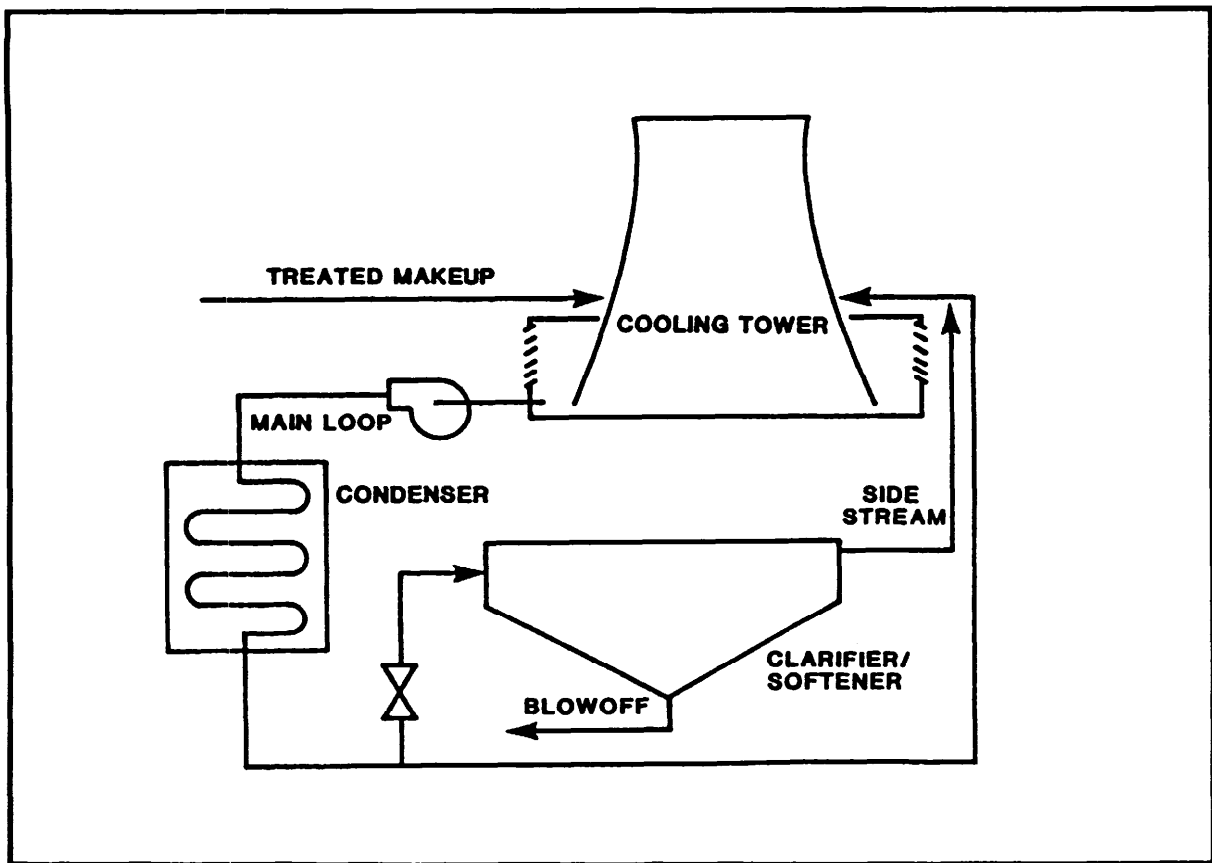 TREATED MAKEUP
COOLING TOWER
MAIN LOOP
CONDENSER
SIDE
STREAM
CLARIFIER/
SOFTENER
BLOWOFF